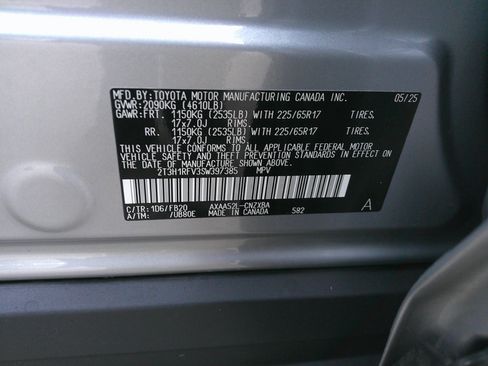 MFD.BY:TOYOTA MOTOR MANUFACTURING CANADA INC. 05/25
GVWR:2090KG (4610LB)
GAWR:FRT. 1150KG (2535LB) WITH 225/65R17 TIRES,
17x7.0J RIMS.
RR. 1150KG (2535LB) WITH 225/65R17 TIRES,
17x7.0J RIMS.
THIS VEHICLE CONFORMS TO ALL APPLICABLE FEDERAL MOTOR
VEHICLE SAFETY, BUMPER, AND THEFT PREVENTION
STANDARDS IN EFFECT ON THE DATE OF MANUFACTURE
SHOWN ABOVE.
2T3H1RFV3SW397385 MPV
C/TR:1D6/FB20 AXAA52L-CNZXBA
A/TM: /UB80E MADE IN CANADA 582 A